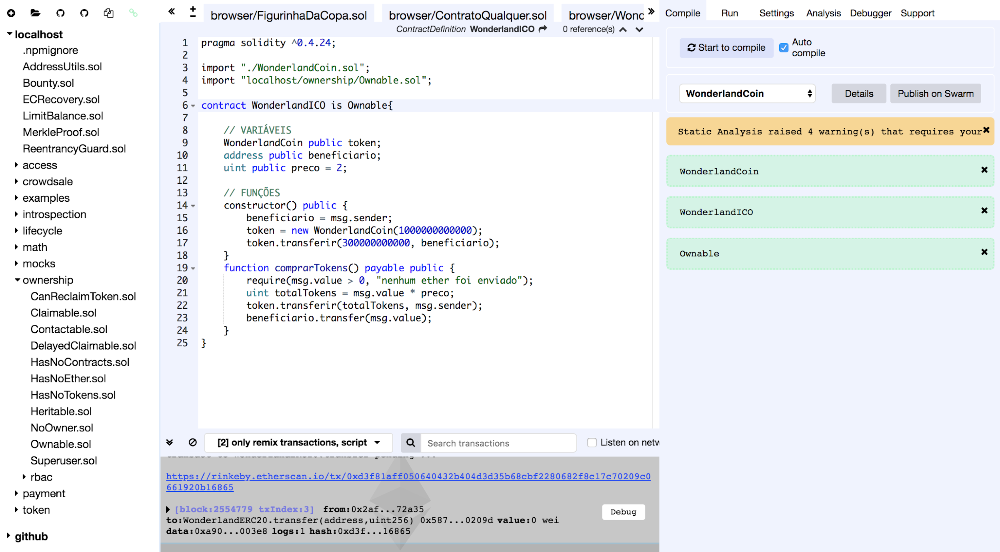 localhost
.npmignore
AddressUtils.sol
Bounty.sol
ECRecovery.sol
LimitBalance.sol
MerkleProof.sol
ReentrancyGuard.sol
access
crowdsale
examples
introspection
lifecycle
math
mocks
ownership
CanReclaimToken.sol
Claimable.sol
Contactable.sol
DelayedClaimable.sol
HasNoContracts.sol
HasNoEther.sol
HasNoTokens.sol
Heritable.sol
NoOwner.sol
Ownable.sol
Superuser.sol
rbac
payment
token
github
« ± browser/FigurinhaDaCopa.sol browser/ContratoQualquer.sol browser/Wonc »
ContractDefinition WonderlandICO 0 reference(s)
1 pragma solidity ^0.4.24;
2
3 import "./WonderlandCoin.sol";
4 import "localhost/ownership/Ownable.sol";
5
6 contract WonderlandICO is Ownable{
7
8 // VARIÁVEIS
9 WonderlandCoin public token;
10 address public beneficiario;
11 uint public preco = 2;
12
13 // FUNÇÕES
14 constructor() public {
15 beneficiario = msg.sender;
16 token = new WonderlandCoin(1000000000000);
17 token.transferir(300000000000, beneficiario);
18 }
19 function comprarTokens() payable public {
20 require(msg.value > 0, "nenhum ether foi enviado");
21 uint totalTokens = msg.value * preco;
22 token.transferir(totalTokens, msg.sender);
23 beneficiario.transfer(msg.value);
24 }
25 }
[2] only remix transactions, script Search transactions Listen on netw
https://rinkeby.etherscan.io/tx/0xd3f81aff050640432b404d3d35b68cbf2280682f8c17c70209c0
661920b16865
[block:2554779 txIndex:3] from:0x2af...72a35
to:WonderlandERC20.transfer(address,uint256) 0x587...0209d value:0 wei
data:0xa90...003e8 logs:1 hash:0xd3f...16865
Debug
Compile Run Settings Analysis Debugger Support
Start to compile Auto
compile
WonderlandCoin Details Publish on Swarm
Static Analysis raised 4 warning(s) that requires your
WonderlandCoin
WonderlandICO
Ownable